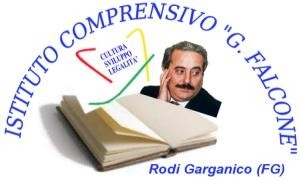 ISTITUTO COMPRENSIVO "G. FALCONE"
CULTURA
SVILUPPO
LEGALITA'
Rodi Garganico (FG)